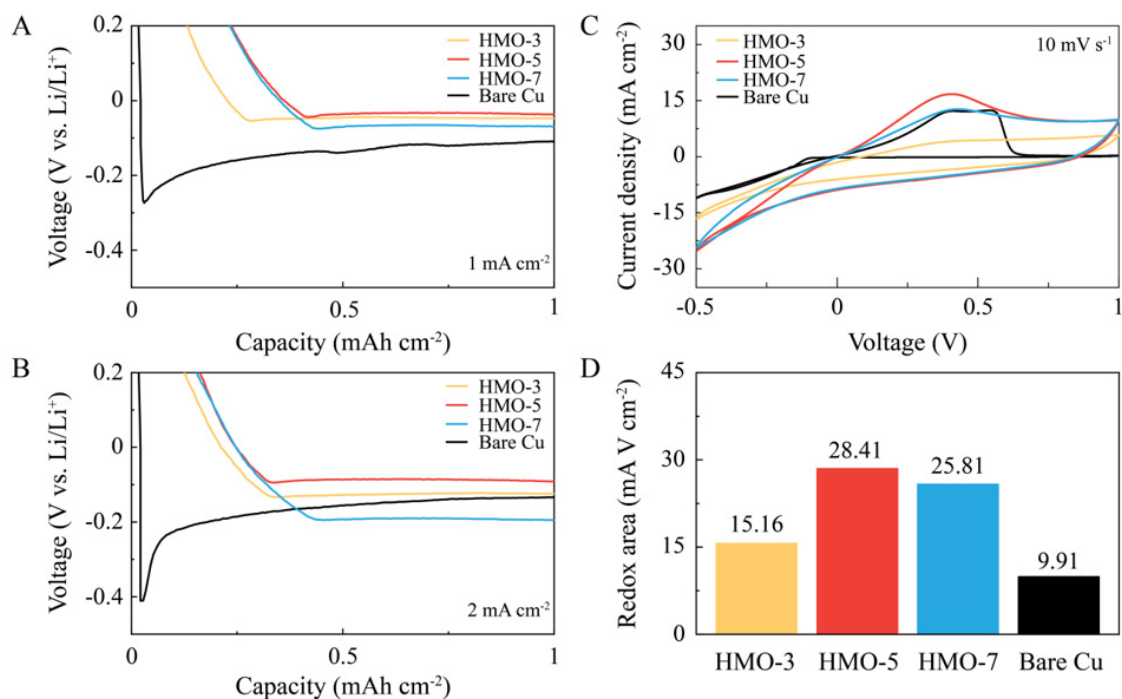 A
0.2
0
-0.2
-0.4
Voltage (V vs. Li/Li⁺)
HMO-3
HMO-5
HMO-7
Bare Cu
1 mA cm⁻²
0
0.5
1
Capacity (mAh cm⁻²)
B
0.2
0
-0.2
-0.4
Voltage (V vs. Li/Li⁺)
HMO-3
HMO-5
HMO-7
Bare Cu
2 mA cm⁻²
0
0.5
1
Capacity (mAh cm⁻²)
C
30
15
0
-15
-30
Current density (mA cm⁻²)
HMO-3
HMO-5
HMO-7
Bare Cu
10 mV s⁻¹
-0.5
0
0.5
1
Voltage (V)
D
45
30
15
0
Redox area (mA V cm⁻²)
15.16
28.41
25.81
9.91
HMO-3
HMO-5
HMO-7
Bare Cu